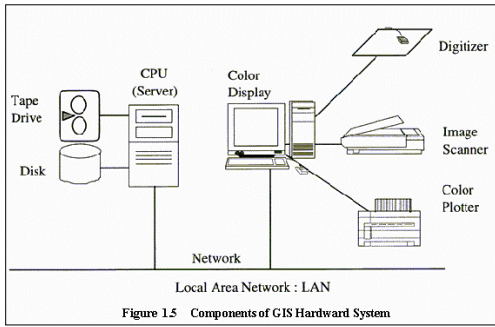 Digitizer
CPU
(Server)
Color
Display
Tape
Drive
Image
Scanner
Disk
Color
Plotter
Network
Local Area Network : LAN
Figure 1.5 Components of GIS Hardward System